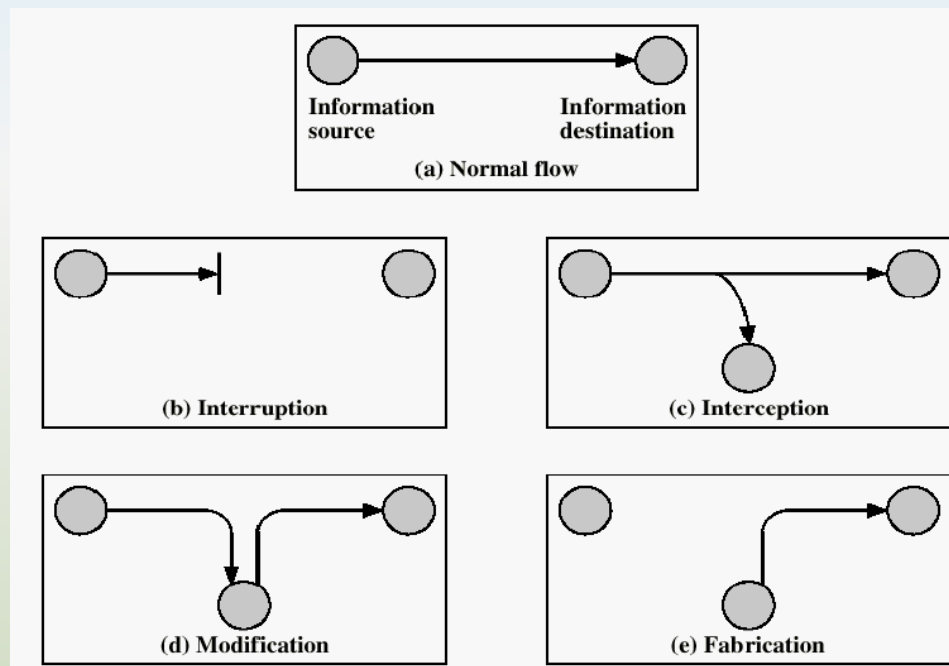 Information source
Information destination
(a) Normal flow
(b) Interruption
(c) Interception
(d) Modification
(e) Fabrication